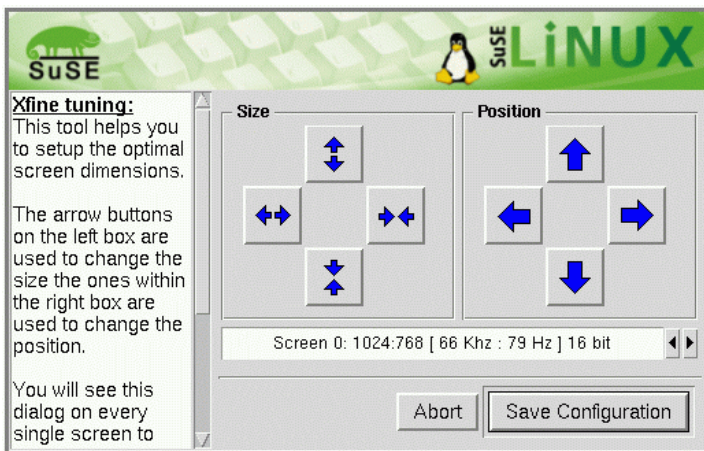 SuSE
SuSE LiNUX
Xfine tuning:
This tool helps you
to setup the optimal
screen dimensions.
The arrow buttons
on the left box are
used to change the
size the ones within
the right box are
used to change the
position.
You will see this
dialog on every
single screen to
Size
Position
Screen 0: 1024:768 [ 66 Khz : 79 Hz ] 16 bit
Abort
Save Configuration